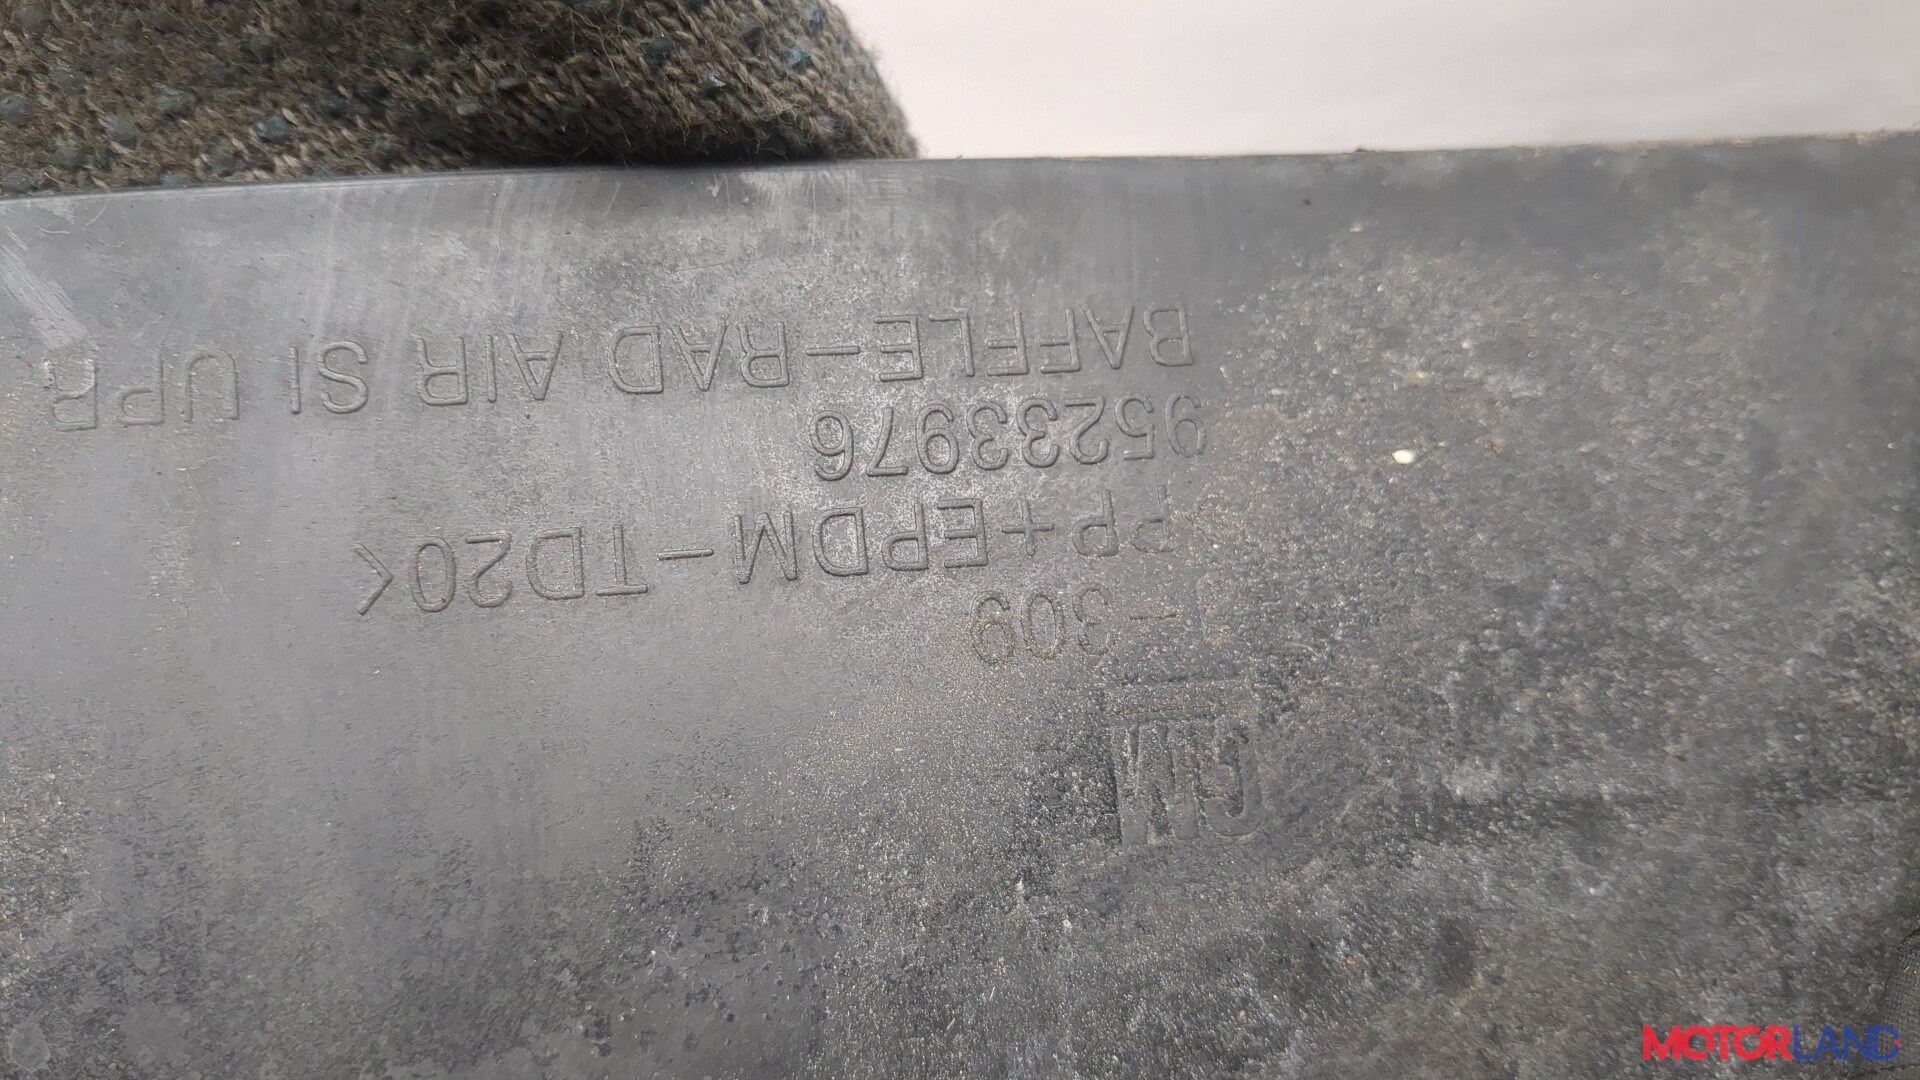 GM
-309
PP+EPDM-TD20<
95233976
BAFFLE-RAD AIR SI UPR
MOTORLAND